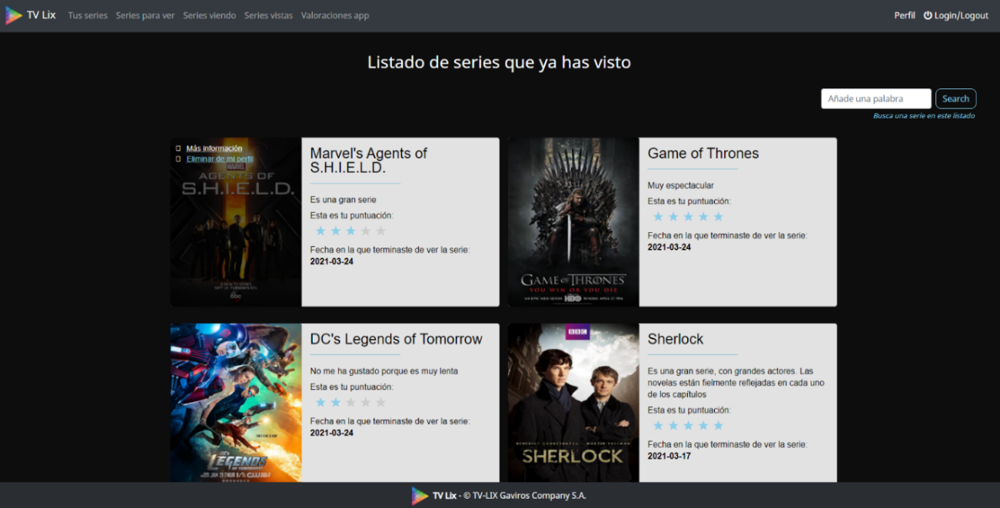 TV Lix Tus series Series para ver Series viendo Series vistas Valoraciones app Perfil Login/Logout
Listado de series que ya has visto
Añade una palabra Search
Busca una serie en este listado
Más información
Eliminar de mi perfil
MARVEL
AGENTS OF
S.H.I.E.L.D.
abc
Marvel's Agents of
S.H.I.E.L.D.
Es una gran serie
Esta es tu puntuación:
Fecha en la que terminaste de ver la serie:
2021-03-24
GAME OF THRONES
YOU WIN OR YOU DIE
HBO
Game of Thrones
Muy espectacular
Esta es tu puntuación:
Fecha en la que terminaste de ver la serie:
2021-03-24
DC's
LEGENDS
OF TOMORROW
DC's Legends of Tomorrow
No me ha gustado porque es muy lenta
Esta es tu puntuación:
Fecha en la que terminaste de ver la serie:
2021-03-24
BBC
BENEDICT CUMBERBATCH MARTIN FREEMAN
SHERLOCK
Sherlock
Es una gran serie, con grandes actores. Las
novelas están fielmente reflejadas en cada uno
de los capítulos
Esta es tu puntuación:
Fecha en la que terminaste de ver la serie:
2021-03-17
TV Lix - © TV-LIX Gaviros Company S.A.